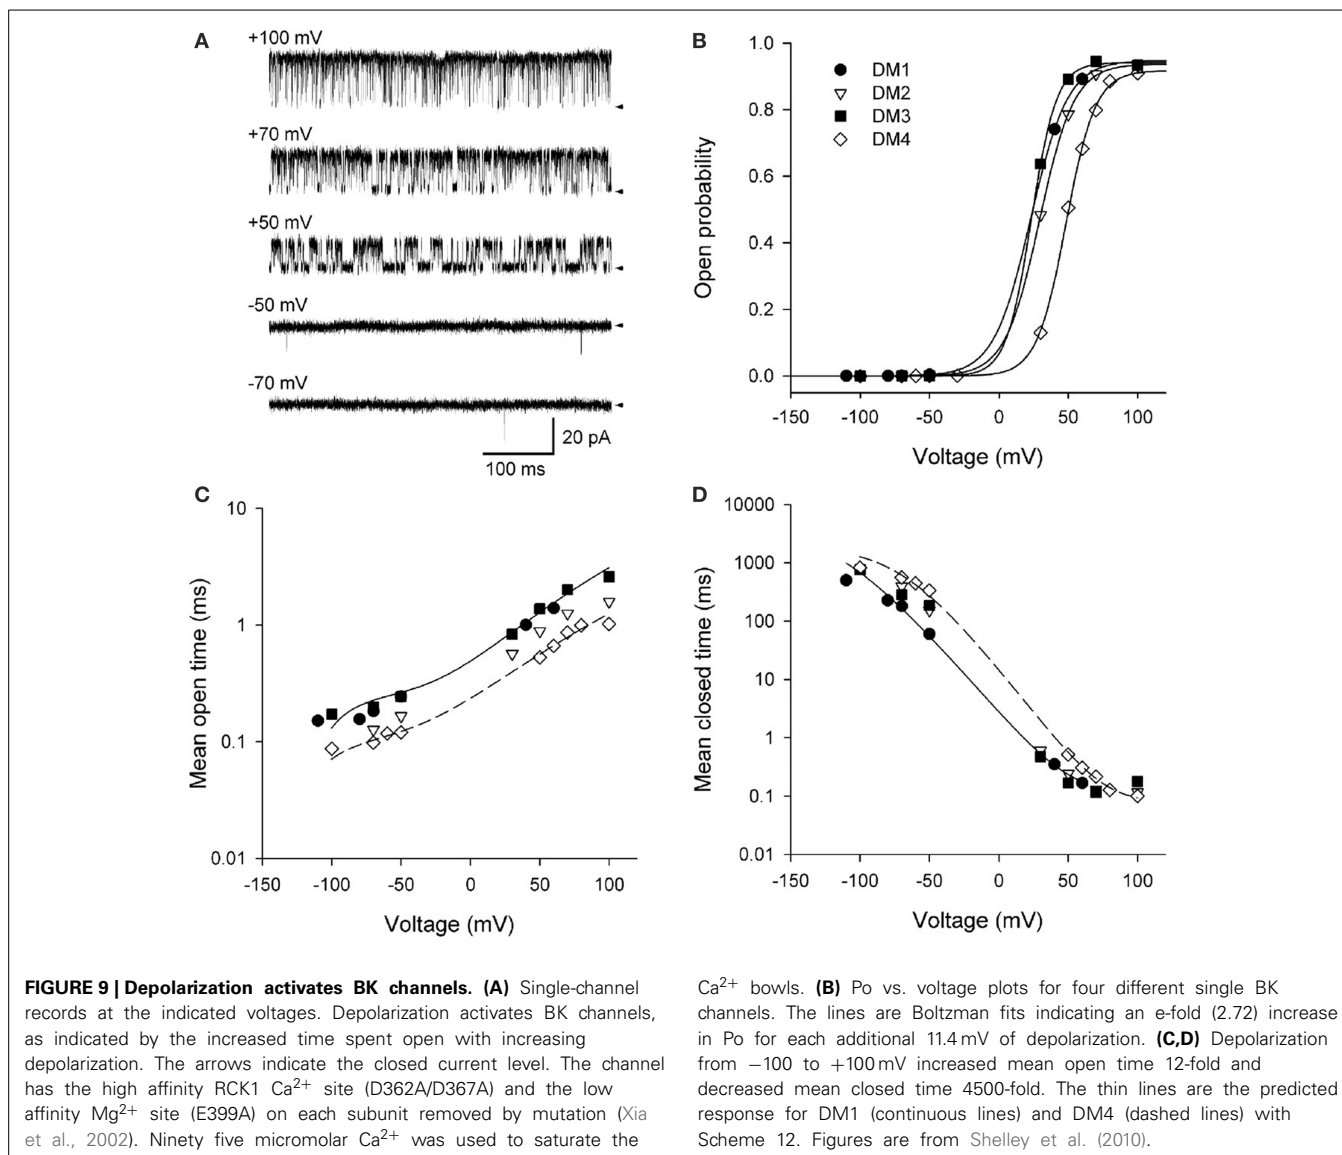 A
+100 mV
+70 mV
+50 mV
-50 mV
-70 mV
20 pA
100 ms
B
1.0
0.8
0.6
0.4
0.2
0.0
Open probability
DM1
DM2
DM3
DM4
-150 -100 -50 0 50 100
Voltage (mV)
C
10
1
0.1
0.01
Mean open time (ms)
-150 -100 -50 0 50 100
Voltage (mV)
D
10000
1000
100
10
1
0.1
0.01
Mean closed time (ms)
-150 -100 -50 0 50 100
Voltage (mV)
FIGURE 9 | Depolarization activates BK channels. (A) Single-channel
records at the indicated voltages. Depolarization activates BK channels,
as indicated by the increased time spent open with increasing
depolarization. The arrows indicate the closed current level. The channel
has the high affinity RCK1 Ca2+ site (D362A/D367A) and the low
affinity Mg2+ site (E399A) on each subunit removed by mutation (Xia
et al., 2002). Ninety five micromolar Ca2+ was used to saturate the
Ca2+ bowls. (B) Po vs. voltage plots for four different single BK
channels. The lines are Boltzman fits indicating an e-fold (2.72) increase
in Po for each additional 11.4 mV of depolarization. (C,D) Depolarization
from −100 to +100 mV increased mean open time 12-fold and
decreased mean closed time 4500-fold. The thin lines are the predicted
response for DM1 (continuous lines) and DM4 (dashed lines) with
Scheme 12. Figures are from Shelley et al. (2010).